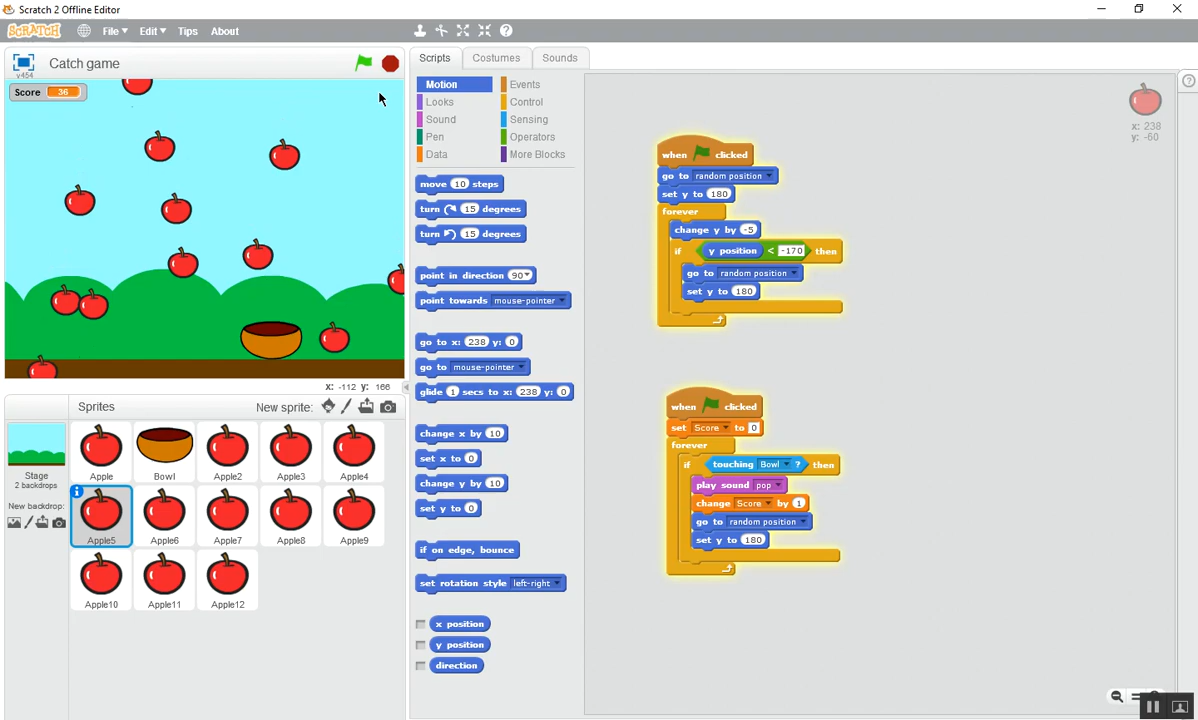 Scratch 2 Offline Editor
SCRATCH File Edit Tips About
v454 Catch game
Score 36
x: -112 y: 166
Sprites New sprite:
Stage
2 backdrops
New backdrop:
Apple Bowl Apple2 Apple3 Apple4
Apple5 Apple6 Apple7 Apple8 Apple9
Apple10 Apple11 Apple12
Scripts Costumes Sounds
Motion Events
Looks Control
Sound Sensing
Pen Operators
Data More Blocks
move 10 steps
turn 15 degrees
turn 15 degrees
point in direction 90
point towards mouse-pointer
go to x: 238 y: 0
go to mouse-pointer
glide 1 secs to x: 238 y: 0
change x by 10
set x to 0
change y by 10
set y to 0
if on edge, bounce
set rotation style left-right
x position
y position
direction
when clicked
go to random position
set y to 180
forever
change y by -5
if y position < -170 then
go to random position
set y to 180
when clicked
set Score to 0
forever
if touching Bowl ? then
play sound pop
change Score by 1
go to random position
set y to 180
x: 238
y: -60